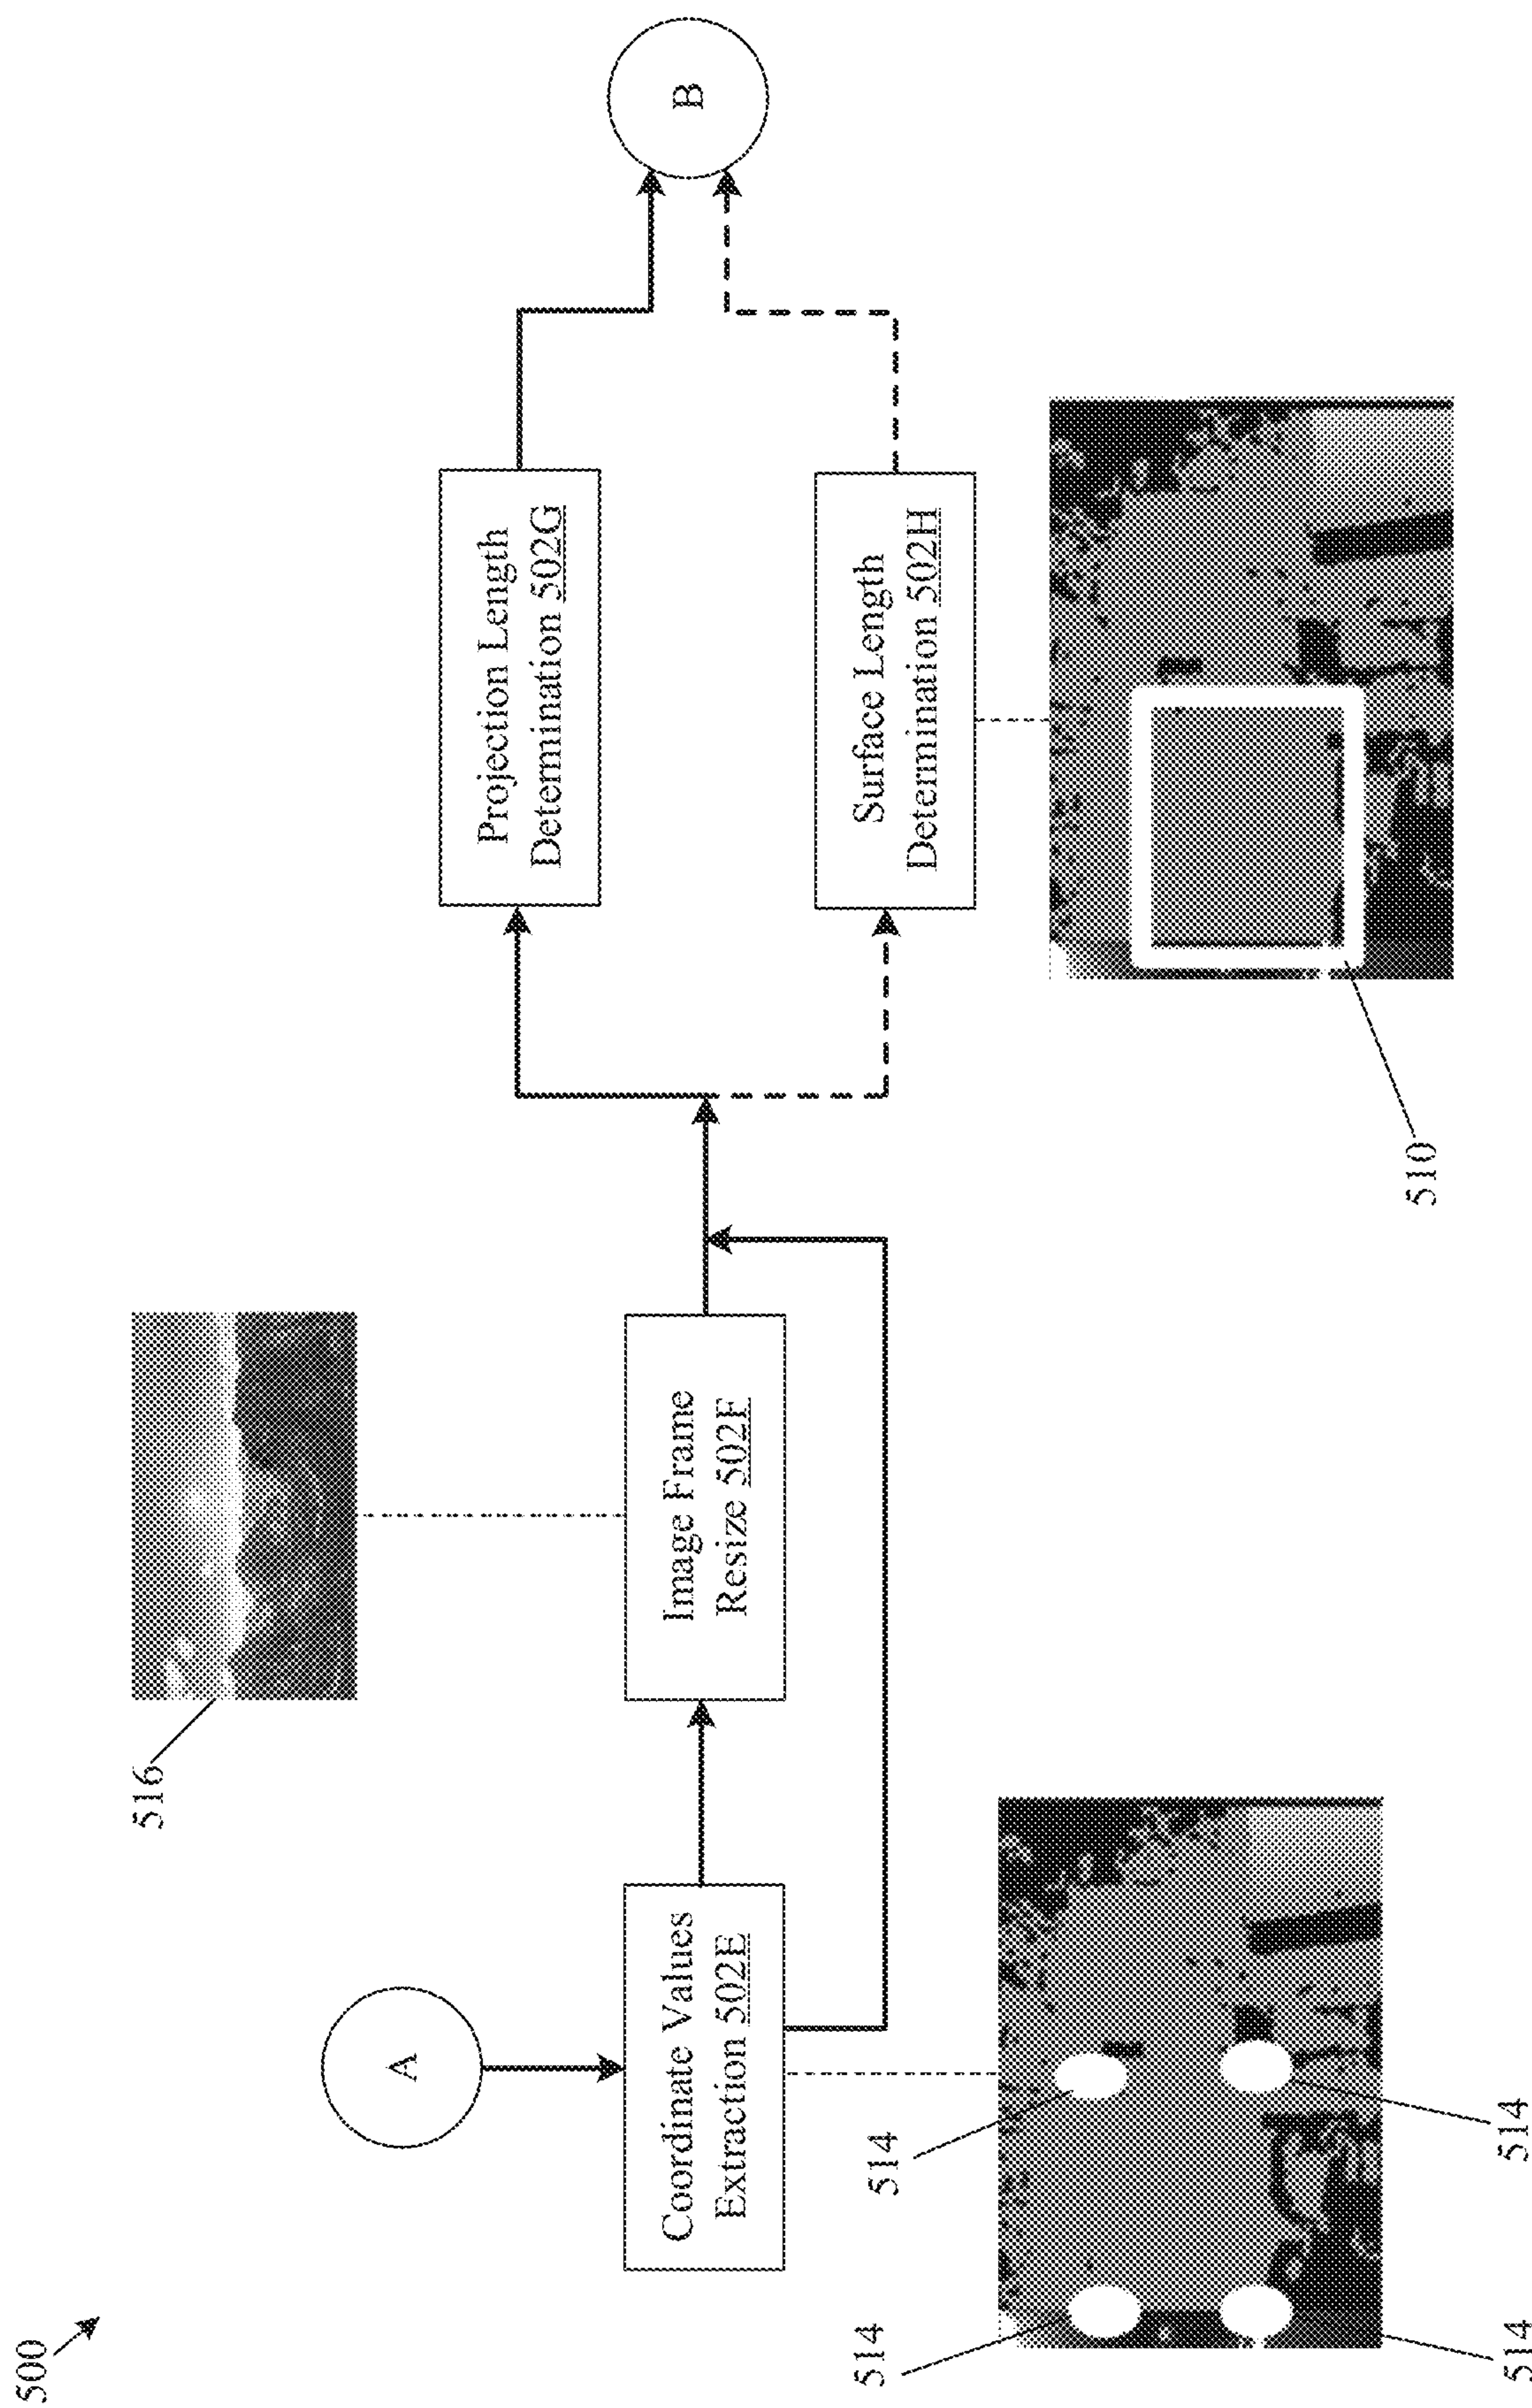 500
A
Coordinate Values
Extraction 502E
514
514
514
514
516
Image Frame
Resize 502F
Projection Length
Determination 502G
Surface Length
Determination 502H
510
B